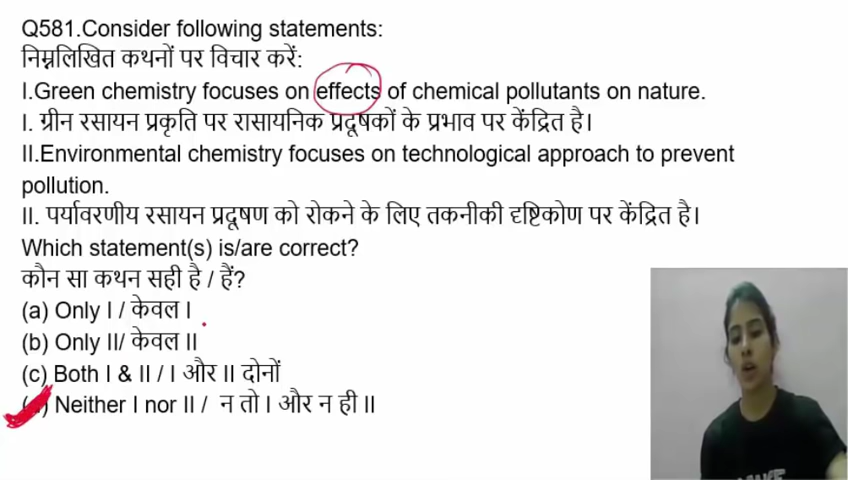 Q581.Consider following statements:
निम्नलिखित कथनों पर विचार करें:
I.Green chemistry focuses on effects of chemical pollutants on nature.
I. ग्रीन रसायन प्रकृति पर रासायनिक प्रदूषकों के प्रभाव पर केंद्रित है।
II.Environmental chemistry focuses on technological approach to prevent
pollution.
II. पर्यावरणीय रसायन प्रदूषण को रोकने के लिए तकनीकी दृष्टिकोण पर केंद्रित है।
Which statement(s) is/are correct?
कौन सा कथन सही है / हैं?
(a) Only I / केवल I
(b) Only II/ केवल II
(c) Both I & II / I और II दोनों
Neither I nor II / न तो I और न ही II